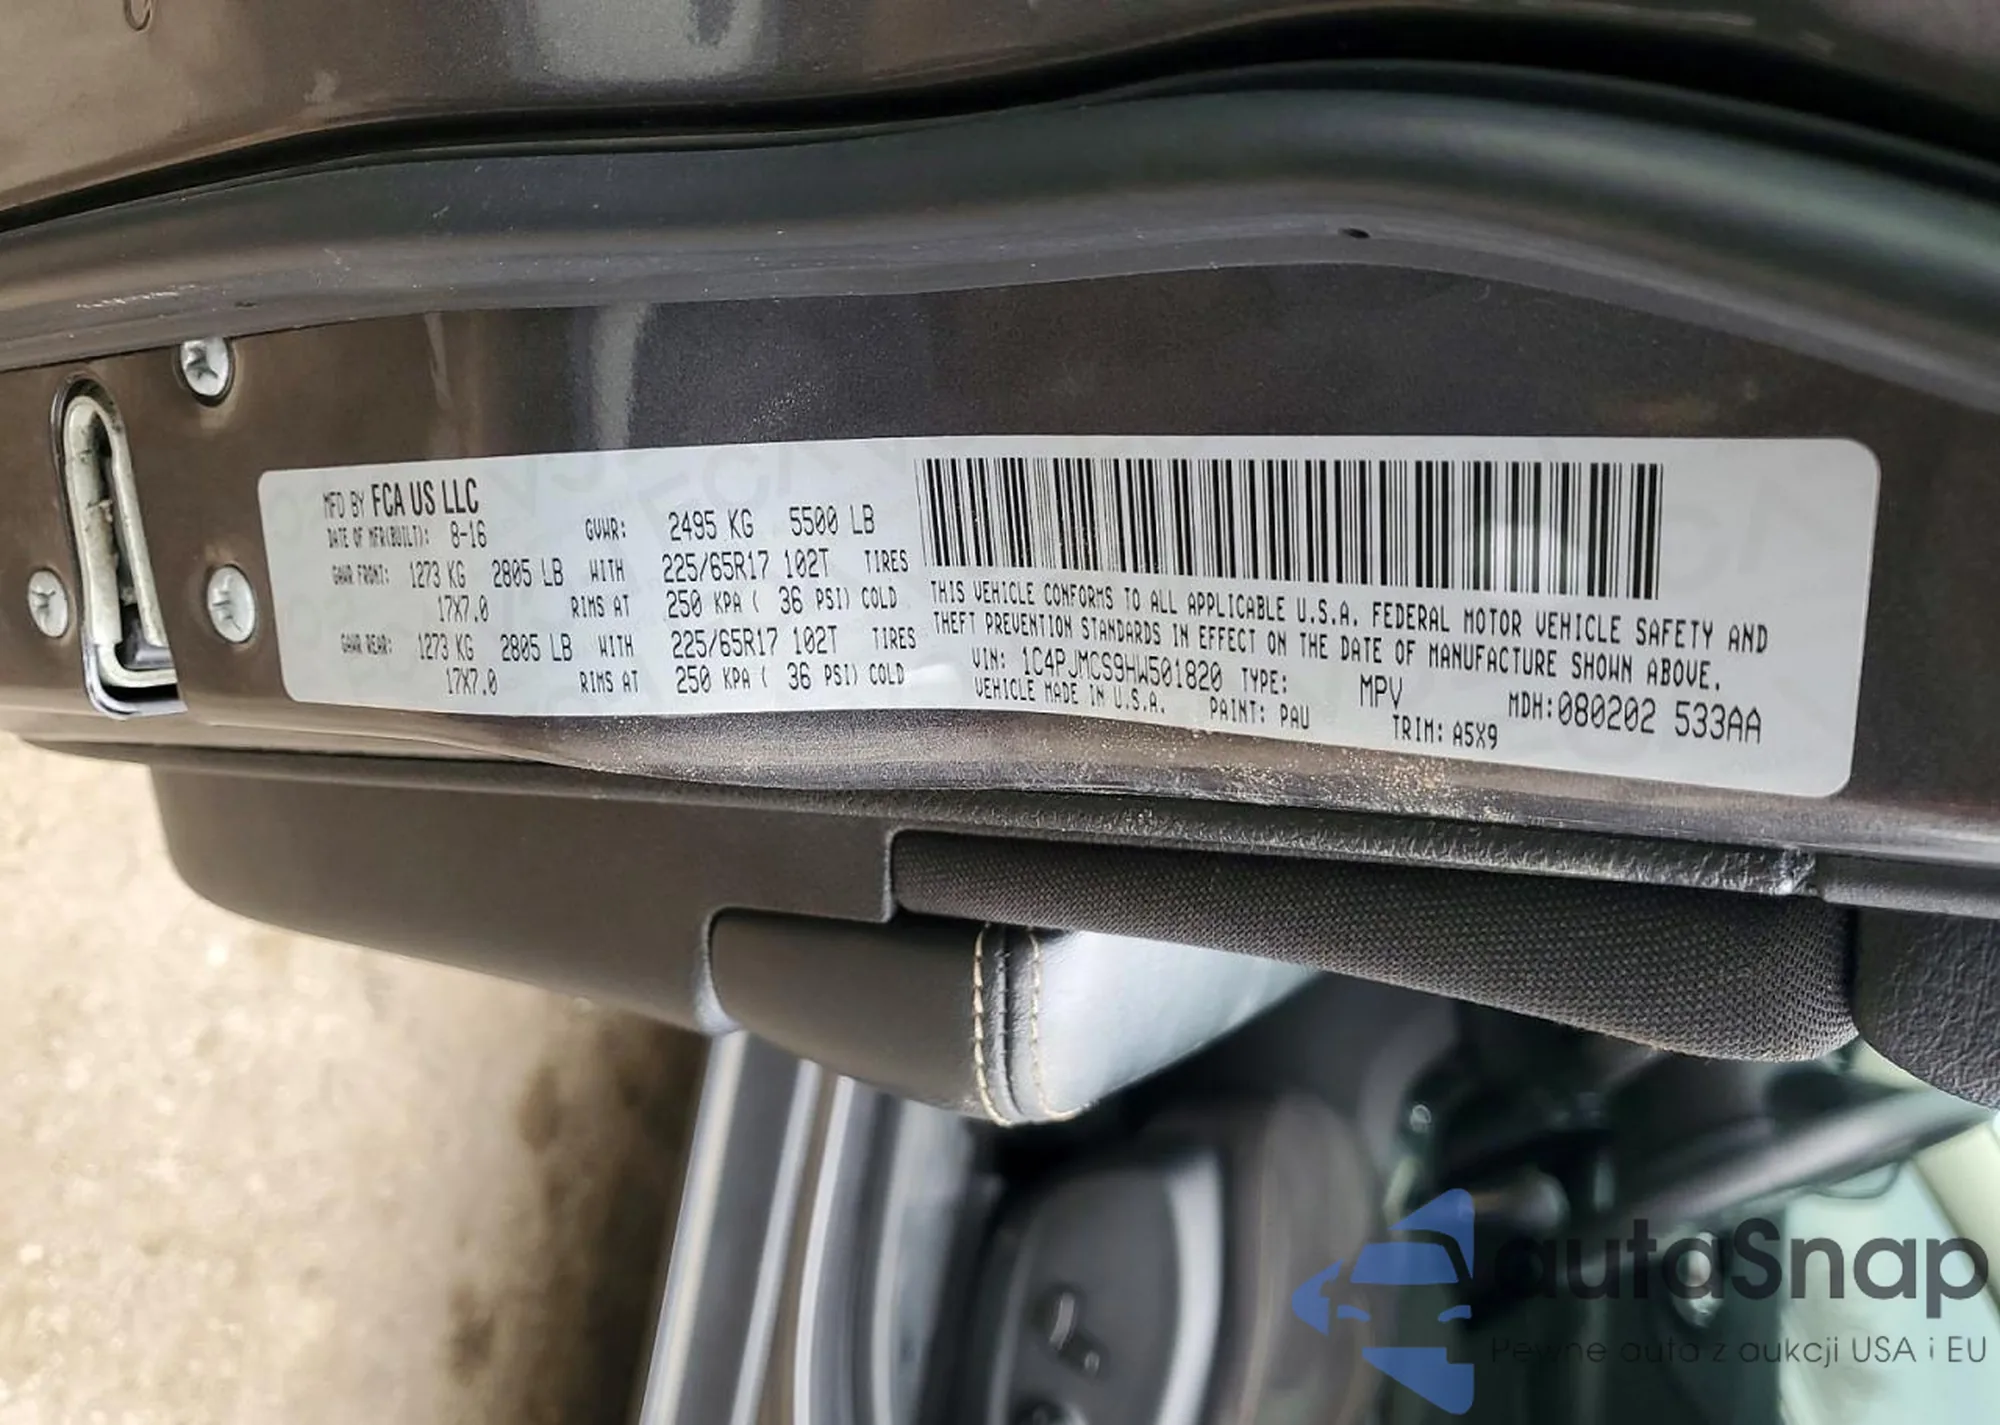 MFD BY FCA US LLC
DATE OF MFR(BUILT): 8-16 GVWR: 2495 KG 5500 LB
GAWR FRONT: 1273 KG 2805 LB WITH 225/65R17 102T TIRES
17X7.0 RIMS AT 250 KPA ( 36 PSI) COLD
GAWR REAR: 1273 KG 2805 LB WITH 225/65R17 102T TIRES
17X7.0 RIMS AT 250 KPA ( 36 PSI) COLD
THIS VEHICLE CONFORMS TO ALL APPLICABLE U.S.A. FEDERAL MOTOR VEHICLE SAFETY AND
THEFT PREVENTION STANDARDS IN EFFECT ON THE DATE OF MANUFACTURE SHOWN ABOVE.
VIN: 1C4PJMCS9HW501820 TYPE: MPV MDH:080202 533AA
VEHICLE MADE IN U.S.A. PAINT: PAU TRIM: A5X9
autoSnap
Pewne auta z aukcji USA i EU